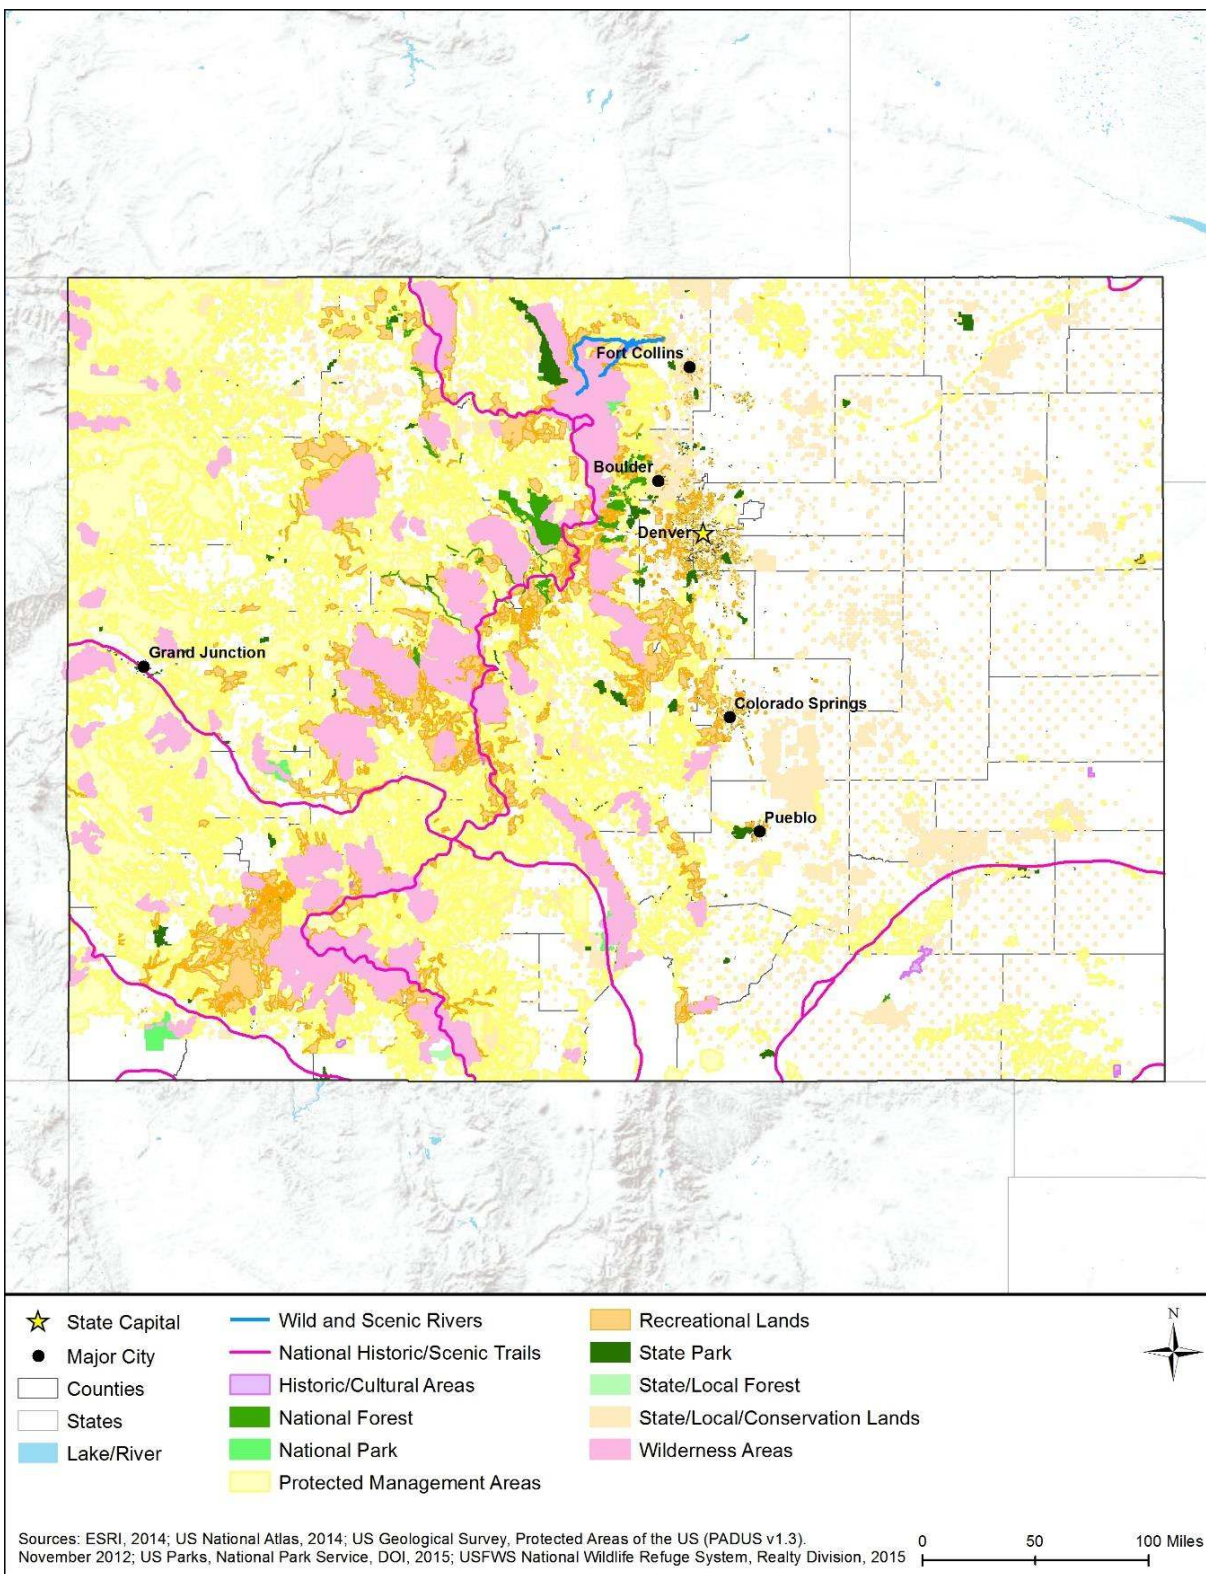 Fort Collins
Boulder
Denver
Grand Junction
Colorado Springs
Pueblo
State Capital
Major City
Counties
States
Lake/River
Wild and Scenic Rivers
National Historic/Scenic Trails
Historic/Cultural Areas
National Forest
National Park
Protected Management Areas
Recreational Lands
State Park
State/Local Forest
State/Local/Conservation Lands
Wilderness Areas
N
Sources: ESRI, 2014; US National Atlas, 2014; US Geological Survey, Protected Areas of the US (PADUS v1.3).
November 2012; US Parks, National Park Service, DOI, 2015; USFWS National Wildlife Refuge System, Realty Division, 2015
0 50 100 Miles